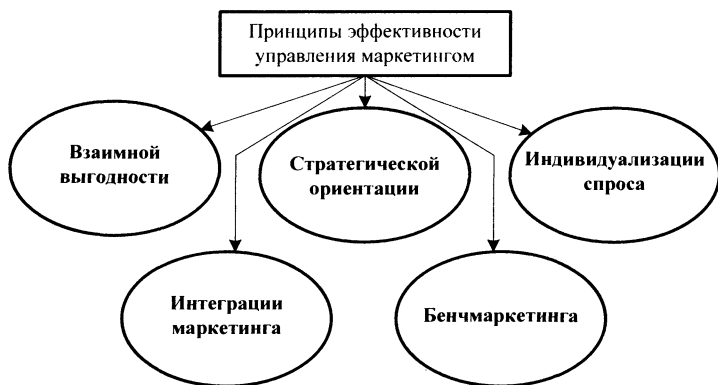 Принципы эффективности
управления маркетингом
Взаимной
выгодности
Стратегической
ориентации
Индивидуализации
спроса
Интеграции
маркетинга
Бенчмаркетинга